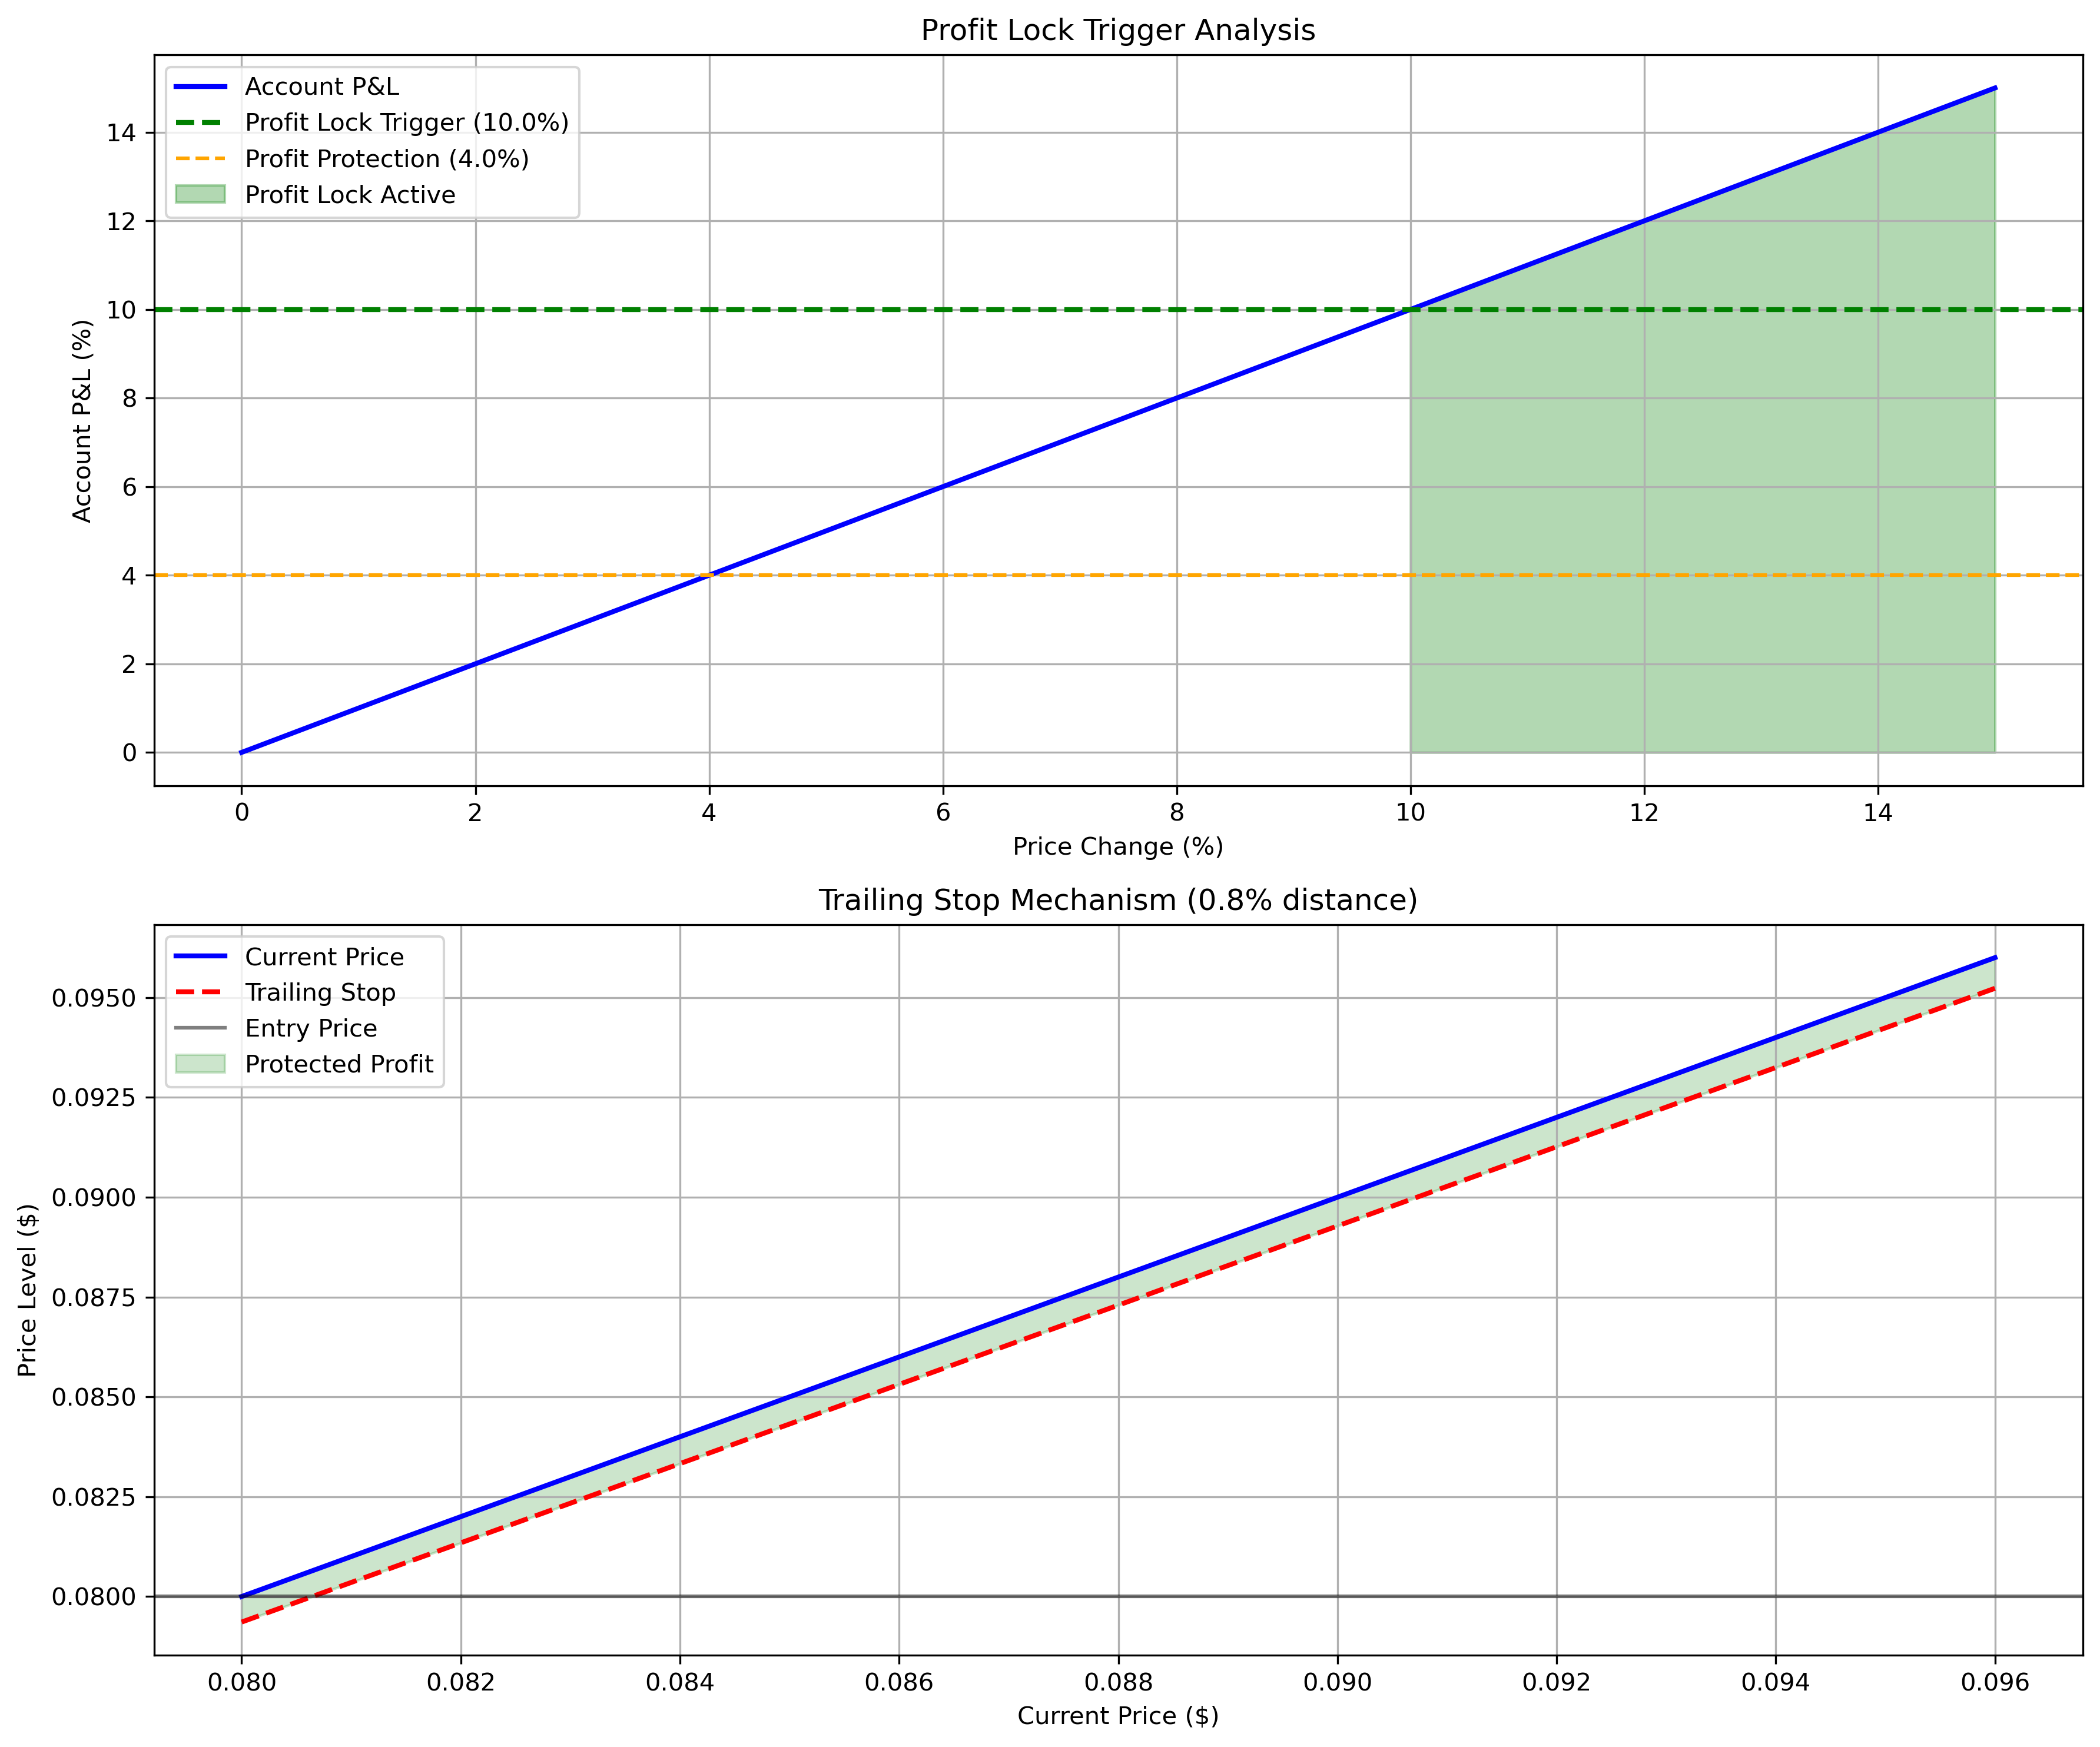 Profit Lock Trigger Analysis
Account P&L
Profit Lock Trigger (10.0%)
Profit Protection (4.0%)
Profit Lock Active
Account P&L (%)
14
12
10
8
6
4
2
0
0 2 4 6 8 10 12 14
Price Change (%)
Trailing Stop Mechanism (0.8% distance)
Current Price
Trailing Stop
Entry Price
Protected Profit
Price Level ($)
0.0950
0.0925
0.0900
0.0875
0.0850
0.0825
0.0800
0.080 0.082 0.084 0.086 0.088 0.090 0.092 0.094 0.096
Current Price ($)